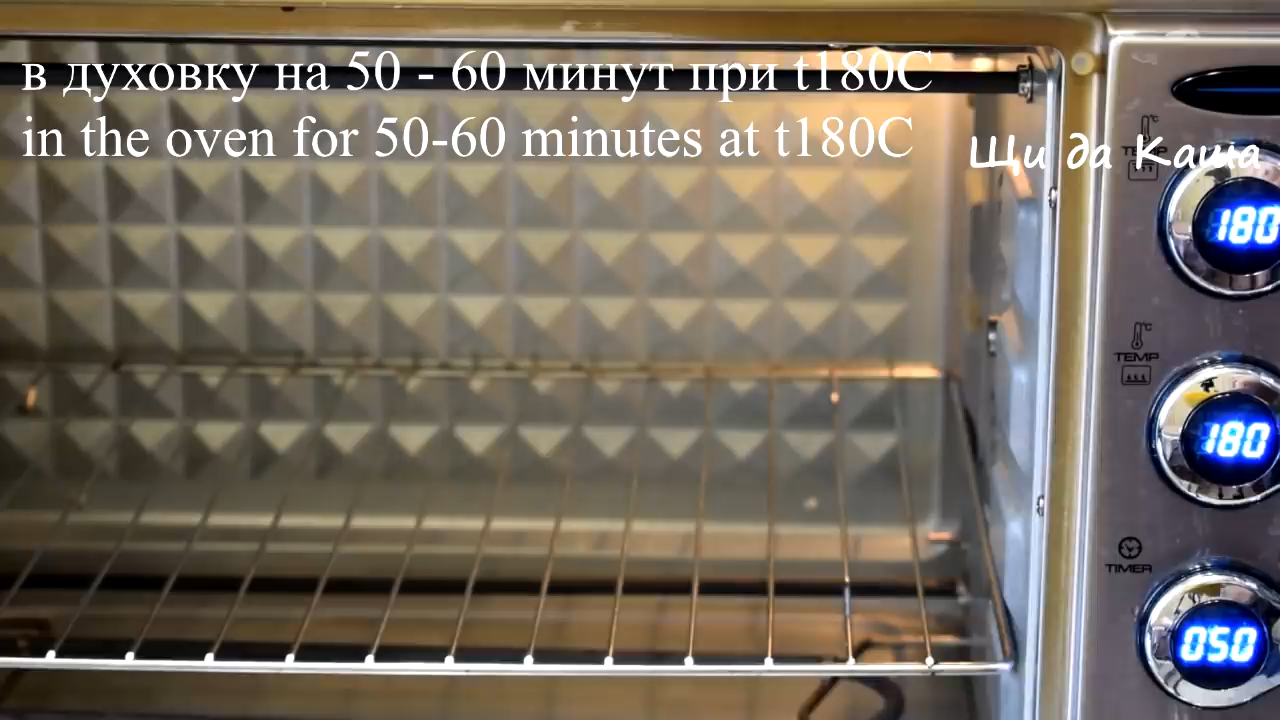 в духовку на 50 - 60 минут при t180C
in the oven for 50-60 minutes at t180C
Щи да Каша
°C
TEMP
180
°C
TEMP
180
TIMER
050